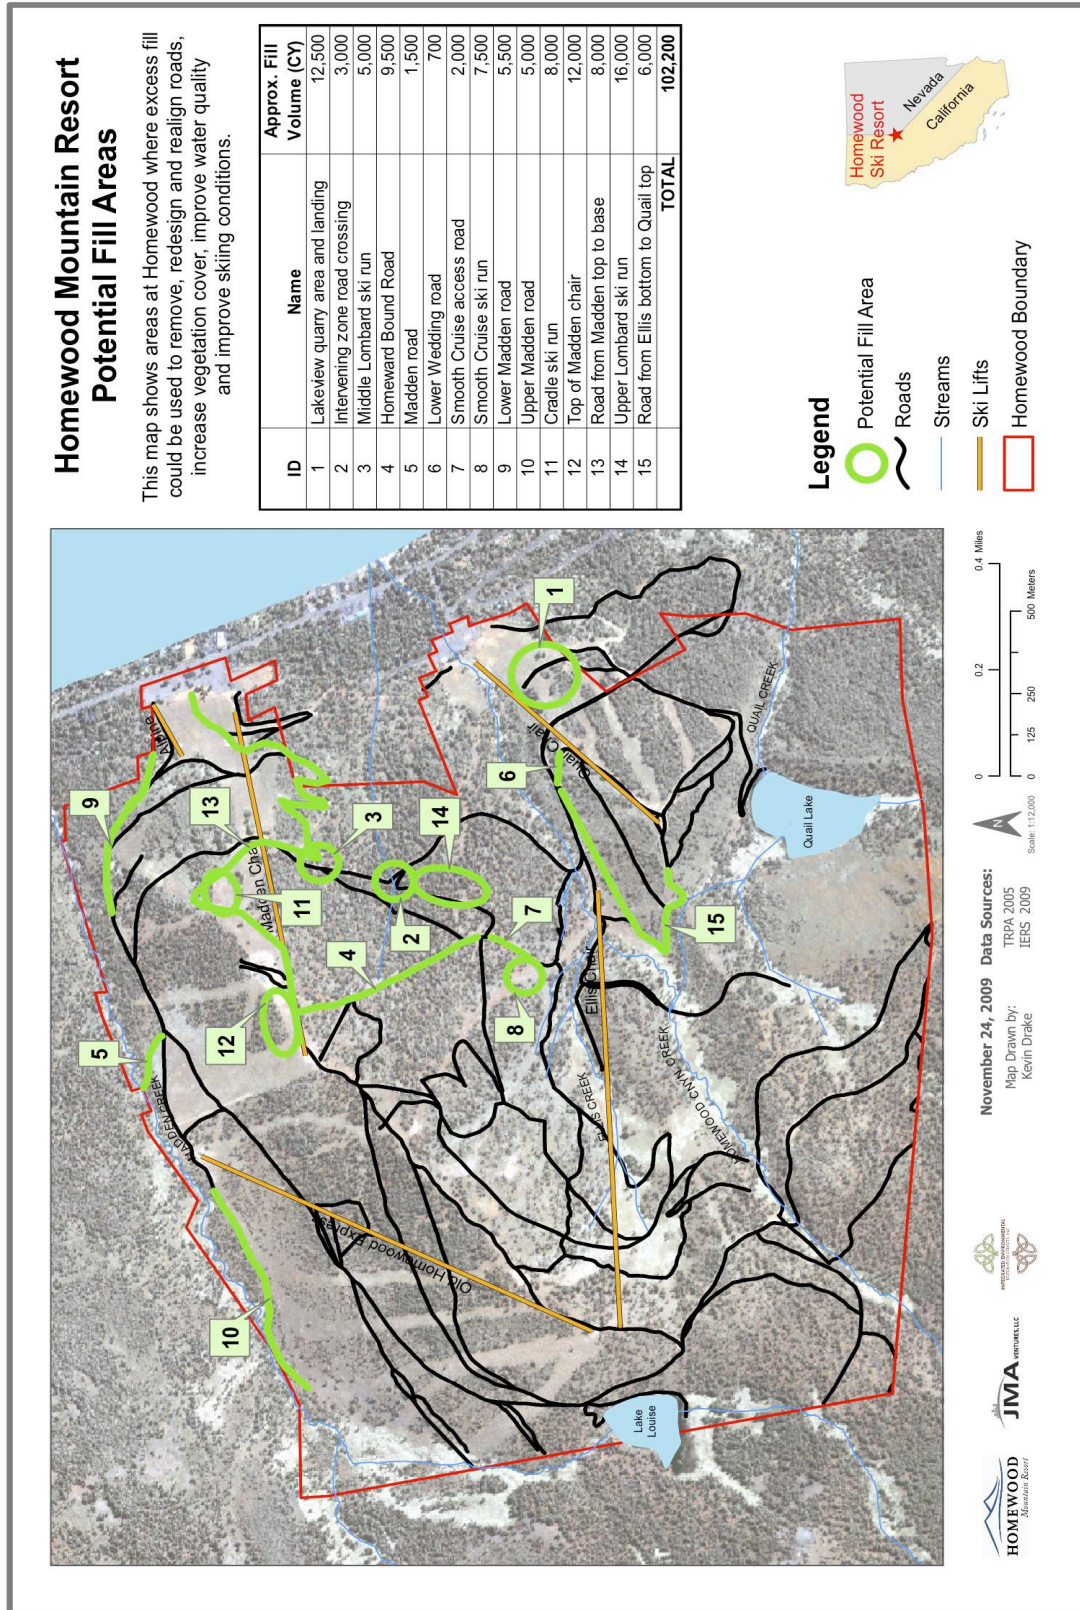 Homewood Mountain Resort
Potential Fill Areas
This map shows areas at Homewood where excess fill
could be used to remove, redesign and realign roads,
increase vegetation cover, improve water quality
and improve skiing conditions.
ID Name Approx. Fill Volume (CY)
1 Lakeview quarry area and landing 12,500
2 Intervening zone road crossing 3,000
3 Middle Lombard ski run 5,000
4 Homeward Bound Road 9,500
5 Madden road 1,500
6 Lower Wedding road 700
7 Smooth Cruise access road 2,000
8 Smooth Cruise ski run 7,500
9 Lower Madden road 5,500
10 Upper Madden road 5,000
11 Cradle ski run 8,000
12 Top of Madden chair 12,000
13 Road from Madden top to base 8,000
14 Upper Lombard ski run 16,000
15 Road from Ellis bottom to Quail top 6,000
TOTAL 102,200
Homewood
Ski Resort
Nevada
California
Legend
Potential Fill Area
Roads
Streams
Ski Lifts
Homewood Boundary
5
9
10
12
11
13
4
3
2
14
8
7
6
1
15
MADDEN CREEK
Alpine
Madden Chai
Old Homewood Express
Quail Chair
Ellis Chair
ELLIS CREEK
HOMEWOOD CNYN. CREEK
QUAIL CREEK
Quail Lake
Lake
Louise
HOMEWOOD
Mountain Resort
JMA VENTURES, LLC
INTEGRATED ENVIRONMENTAL
November 24, 2009
Map Drawn by:
Kevin Drake
Data Sources:
TRPA 2005
IERS 2009
N
Scale: 1:12,000
0 0.2 0.4 Miles
0 125 250 500 Meters